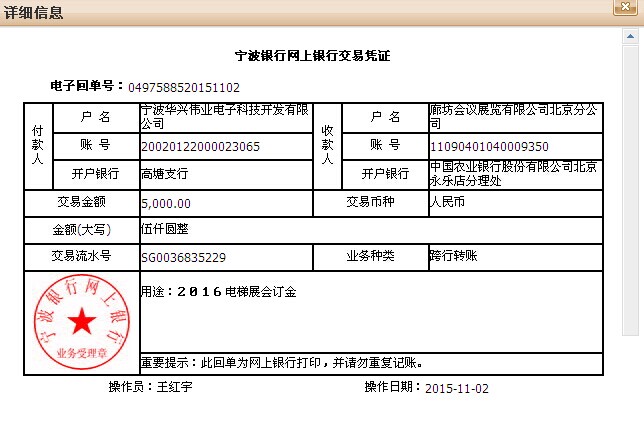 详细信息
宁波银行网上银行交易凭证
电子回单号：0497588520151102
付款人
户 名
宁波华兴伟业电子科技开发有限公司
收款人
户 名
廊坊会议展览有限公司北京分公司
账 号
20020122000023065
账 号
11090401040009350
开户银行
高塘支行
开户银行
中国农业银行股份有限公司北京永乐店分理处
交易金额
5,000.00
交易币种
人民币
金额(大写)
伍仟圆整
交易流水号
SG0036835229
业务种类
跨行转账
宁波银行网上银行
业务受理章
用途：２０１６电梯展会订金
重要提示：此回单为网上银行打印，并请勿重复记账。
操作员：王红宇
操作日期：2015-11-02